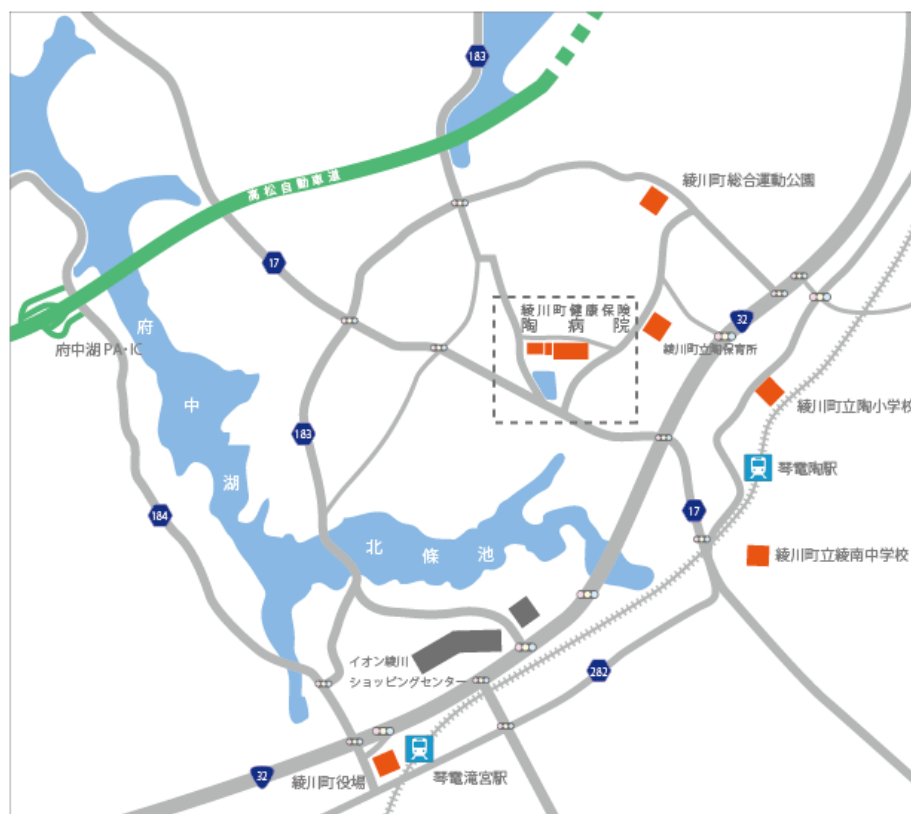 183
高松自動車道
綾川町総合運動公園
17
綾川町健康保険
陶病院
32
府中湖PA・IC
綾川町立陶保育所
府中湖
綾川町立陶小学校
183
琴電陶駅
184
17
北條池
綾川町立綾南中学校
イオン綾川
ショッピングセンター
282
32
綾川町役場
琴電滝宮駅